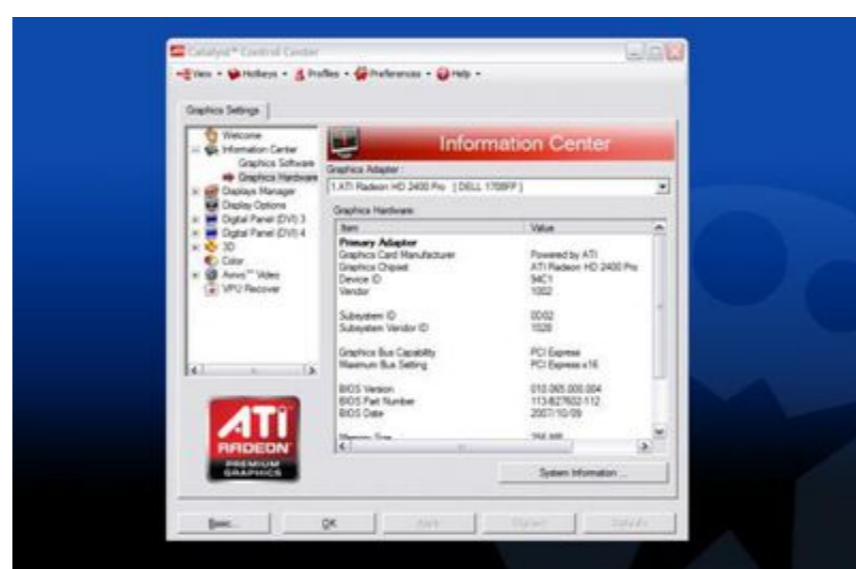 Catalyst™ Control Center
View Hotkeys Profiles Preferences Help
Graphics Settings
Welcome
Information Center
Graphics Software
Graphics Hardware
Displays Manager
Display Options
Digital Panel (DVI) 3
Digital Panel (DVI) 4
3D
Color
Avivo™ Video
VPU Recover
Information Center
Graphics Adapter :
1.ATI Radeon HD 2400 Pro [ DELL 1708FP ]
Graphics Hardware:
Item Value
Primary Adapter
Graphics Card Manufacturer Powered by ATI
Graphics Chipset ATI Radeon HD 2400 Pro
Device ID 94C1
Vendor 1002
Subsystem ID 0D02
Subsystem Vendor ID 1028
Graphics Bus Capability PCI Express
Maximum Bus Setting PCI Express x16
BIOS Version 010.065.000.004
BIOS Part Number 113-B27602-112
BIOS Date 2007/10/09
Memory Size 256 MB
ATI
RADEON
PREMIUM
GRAPHICS
System Information ...
Basic... OK Apply Defaults